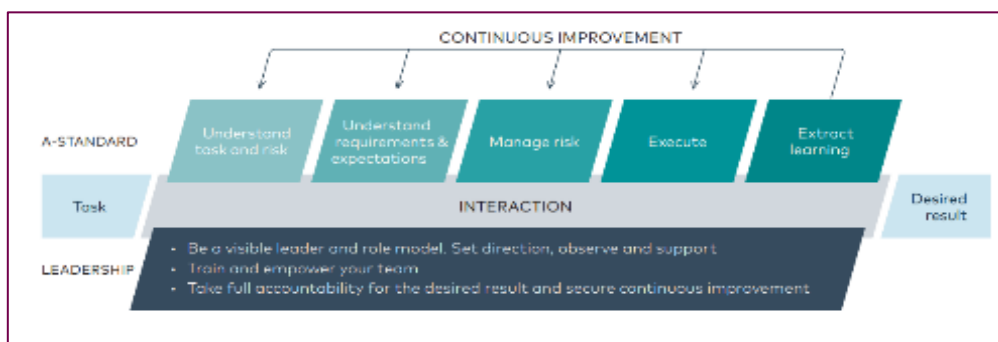 CONTINUOUS IMPROVEMENT
A-STANDARD
Understand
task and risk
Understand
requirements &
expectations
Manage risk
Execute
Extract
learning
Task
INTERACTION
Desired
result
LEADERSHIP
• Be a visible leader and role model. Set direction, observe and support
• Train and empower your team
• Take full accountability for the desired result and secure continuous improvement